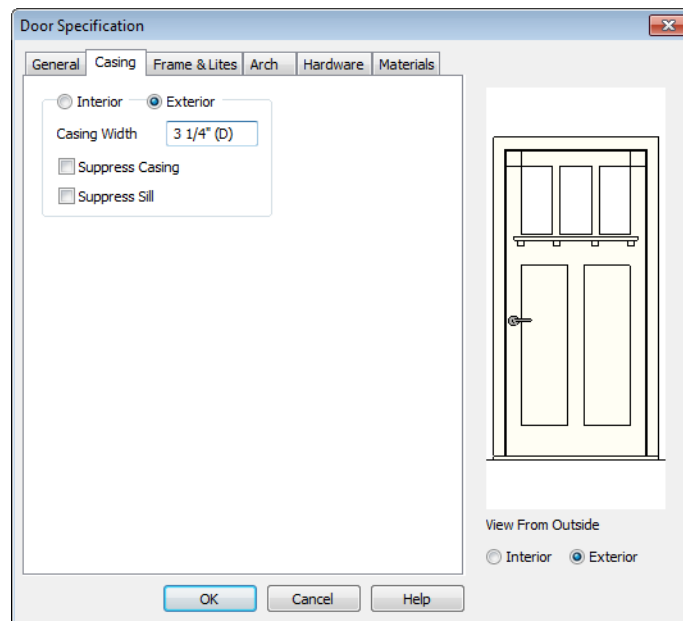 Door Specification
General Casing Frame & Lites Arch Hardware Materials
Interior Exterior
Casing Width 3 1/4" (D)
Suppress Casing
Suppress Sill
View From Outside
Interior Exterior
OK Cancel Help